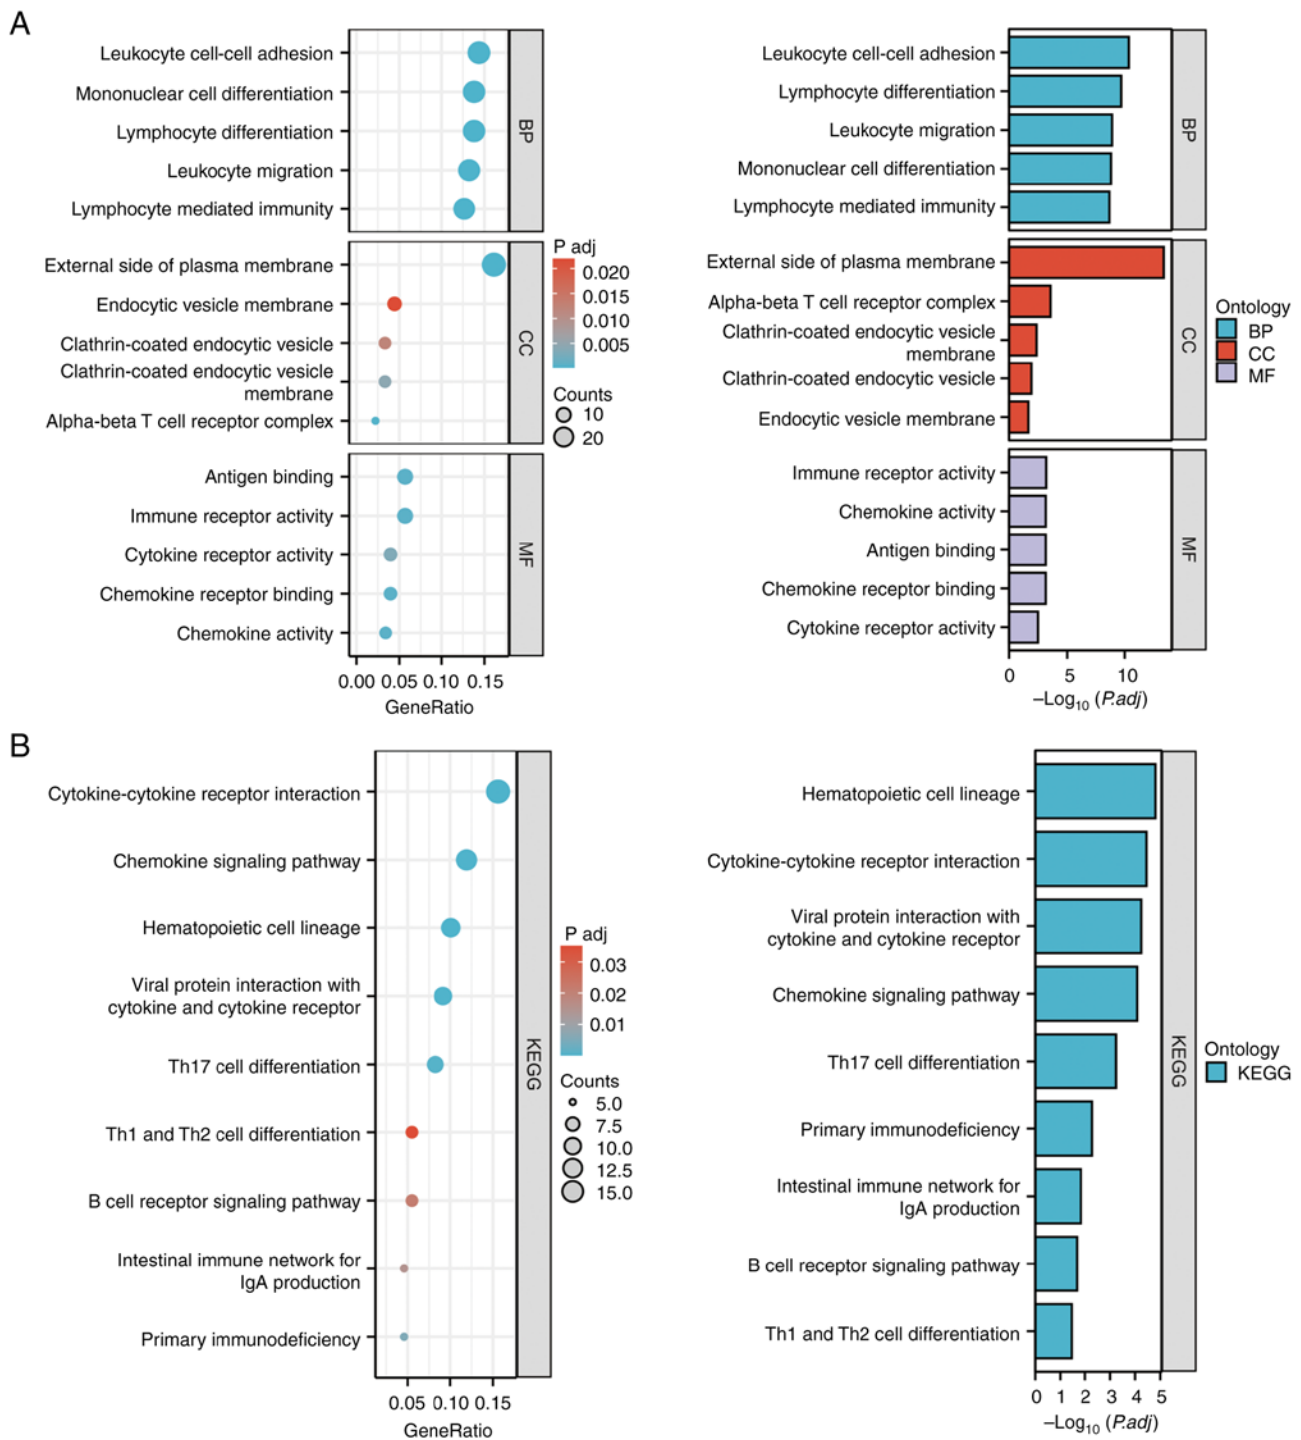 A
Leukocyte cell-cell adhesion
Mononuclear cell differentiation
Lymphocyte differentiation
Leukocyte migration
Lymphocyte mediated immunity
BP
External side of plasma membrane
Endocytic vesicle membrane
Clathrin-coated endocytic vesicle
Clathrin-coated endocytic vesicle
membrane
Alpha-beta T cell receptor complex
CC
Antigen binding
Immune receptor activity
Cytokine receptor activity
Chemokine receptor binding
Chemokine activity
MF
0.00 0.05 0.10 0.15
GeneRatio
P adj
0.020
0.015
0.010
0.005
Counts
10
20
Leukocyte cell-cell adhesion
Lymphocyte differentiation
Leukocyte migration
Mononuclear cell differentiation
Lymphocyte mediated immunity
BP
External side of plasma membrane
Alpha-beta T cell receptor complex
Clathrin-coated endocytic vesicle
membrane
Clathrin-coated endocytic vesicle
Endocytic vesicle membrane
CC
Immune receptor activity
Chemokine activity
Antigen binding
Chemokine receptor binding
Cytokine receptor activity
MF
0 5 10
–Log10 (P.adj)
Ontology
BP
CC
MF
B
Cytokine-cytokine receptor interaction
Chemokine signaling pathway
Hematopoietic cell lineage
Viral protein interaction with
cytokine and cytokine receptor
Th17 cell differentiation
Th1 and Th2 cell differentiation
B cell receptor signaling pathway
Intestinal immune network for
IgA production
Primary immunodeficiency
KEGG
0.05 0.10 0.15
GeneRatio
P adj
0.03
0.02
0.01
Counts
5.0
7.5
10.0
12.5
15.0
Hematopoietic cell lineage
Cytokine-cytokine receptor interaction
Viral protein interaction with
cytokine and cytokine receptor
Chemokine signaling pathway
Th17 cell differentiation
Primary immunodeficiency
Intestinal immune network for
IgA production
B cell receptor signaling pathway
Th1 and Th2 cell differentiation
KEGG
0 1 2 3 4 5
–Log10 (P.adj)
Ontology
KEGG